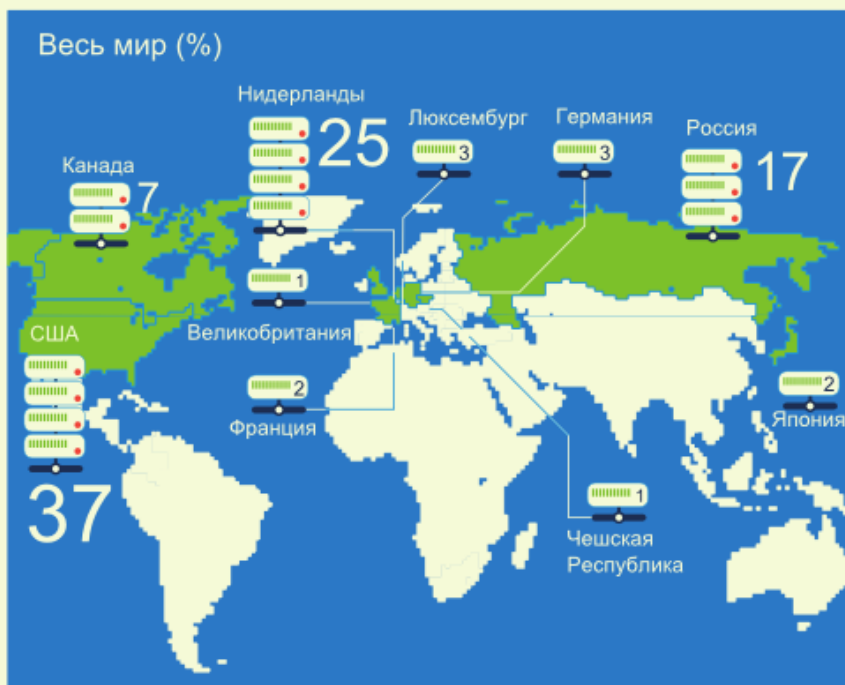 Весь мир (%)
Нидерланды
25
Люксембург
3
Германия
3
Россия
17
Канада
7
1
Великобритания
США
37
2
Франция
2
Япония
1
Чешская
Республика